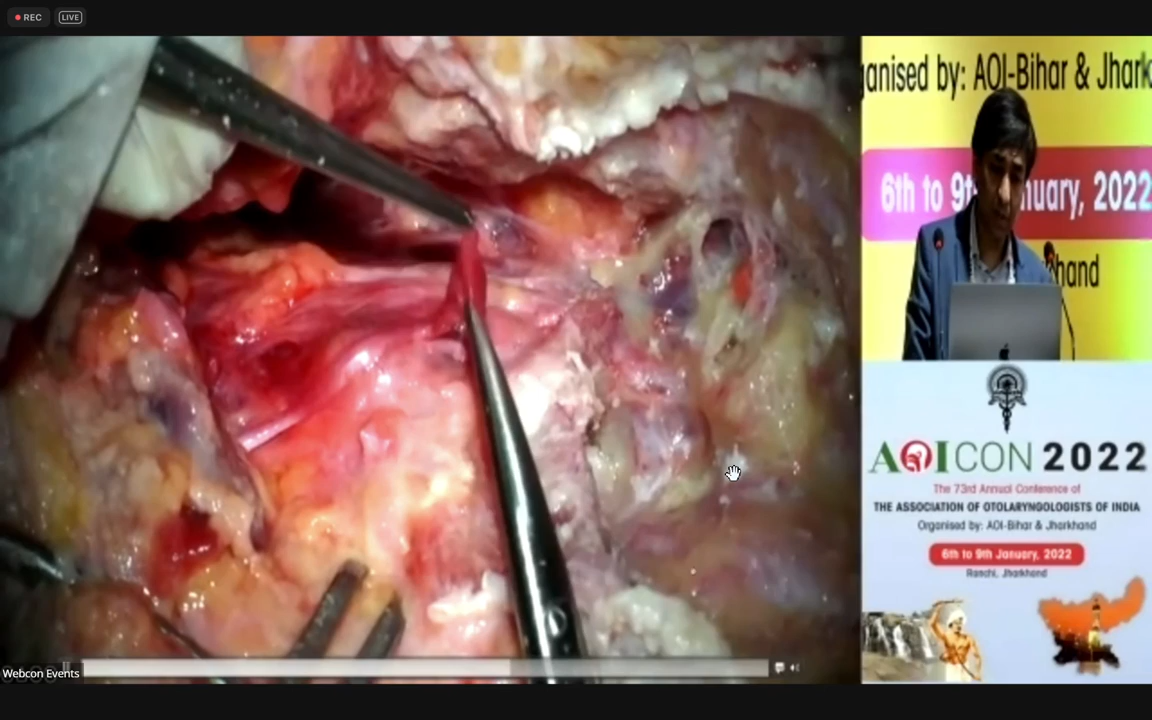 REC
LIVE
ganised by: AOI-Bihar & Jhark
6th to 9th January, 2022
khand
AOICON 2022
The 73rd Annual Conference of
THE ASSOCIATION OF OTOLARYNGOLOGISTS OF INDIA
Organised by: AOI-Bihar & Jharkhand
6th to 9th January, 2022
Ranchi, Jharkhand
Webcon Events